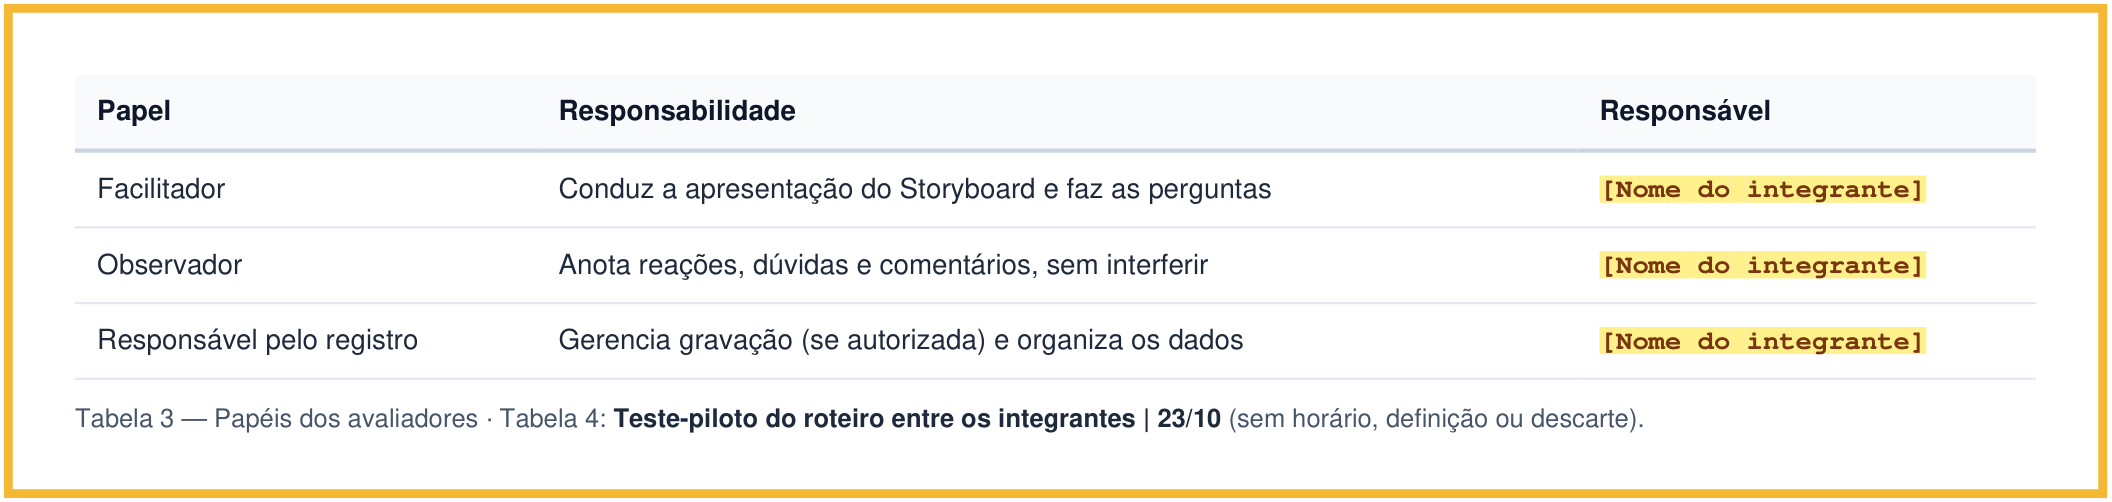 Papel Responsabilidade Responsável
Facilitador Conduz a apresentação do Storyboard e faz as perguntas [Nome do integrante]
Observador Anota reações, dúvidas e comentários, sem interferir [Nome do integrante]
Responsável pelo registro Gerencia gravação (se autorizada) e organiza os dados [Nome do integrante]
Tabela 3 — Papéis dos avaliadores · Tabela 4: Teste-piloto do roteiro entre os integrantes | 23/10 (sem horário, definição ou descarte).